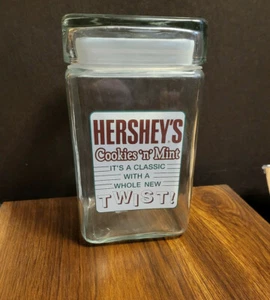 HERSHEY'S
Cookies 'n' Mint
IT'S A CLASSIC
WITH A
WHOLE NEW
TWIST!